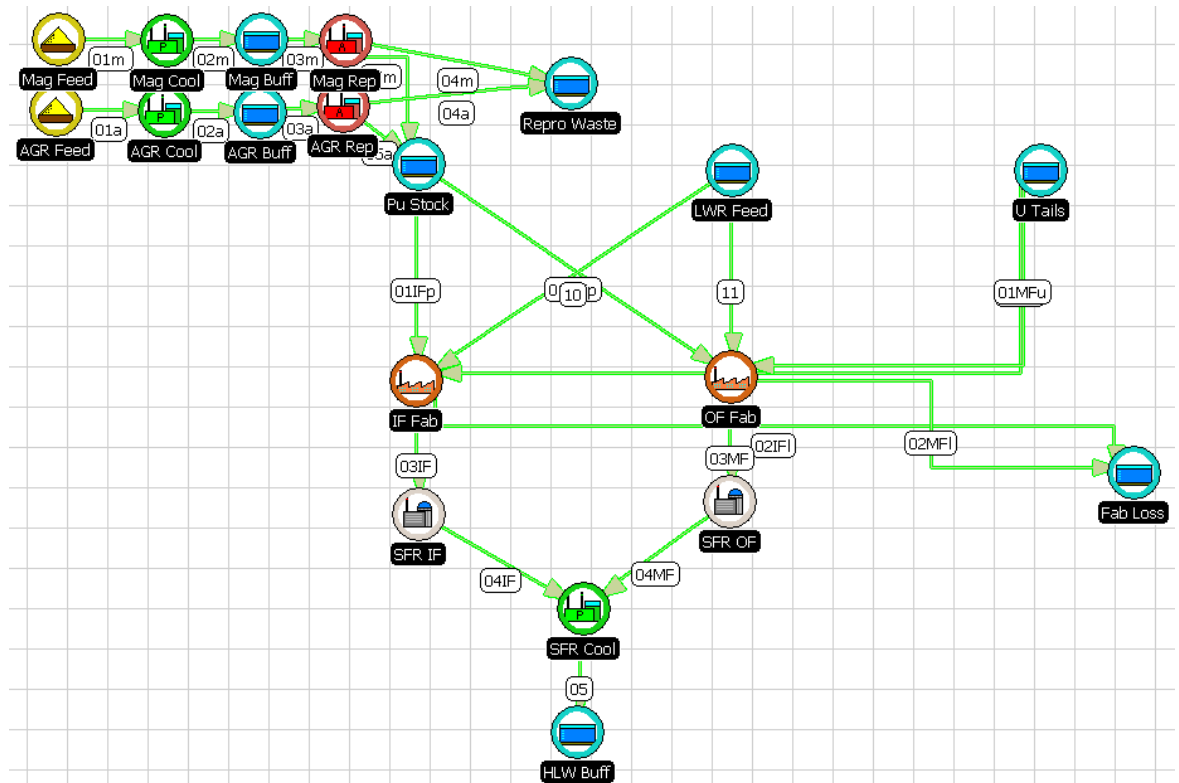 01m
02m
03m
Mag Feed
Mag Cool
Mag Buff
Mag Rep
04m
04a
01a
02a
03a
AGR Feed
AGR Cool
AGR Buff
AGR Rep
Repro Waste
Pu Stock
LWR Feed
U Tails
01IFp
10
11
01MFu
IF Fab
OF Fab
03IF
03MF
02IFl
02MFl
SFR IF
SFR OF
Fab Loss
04IF
04MF
SFR Cool
05
HLW Buff
P
A
P
A
P